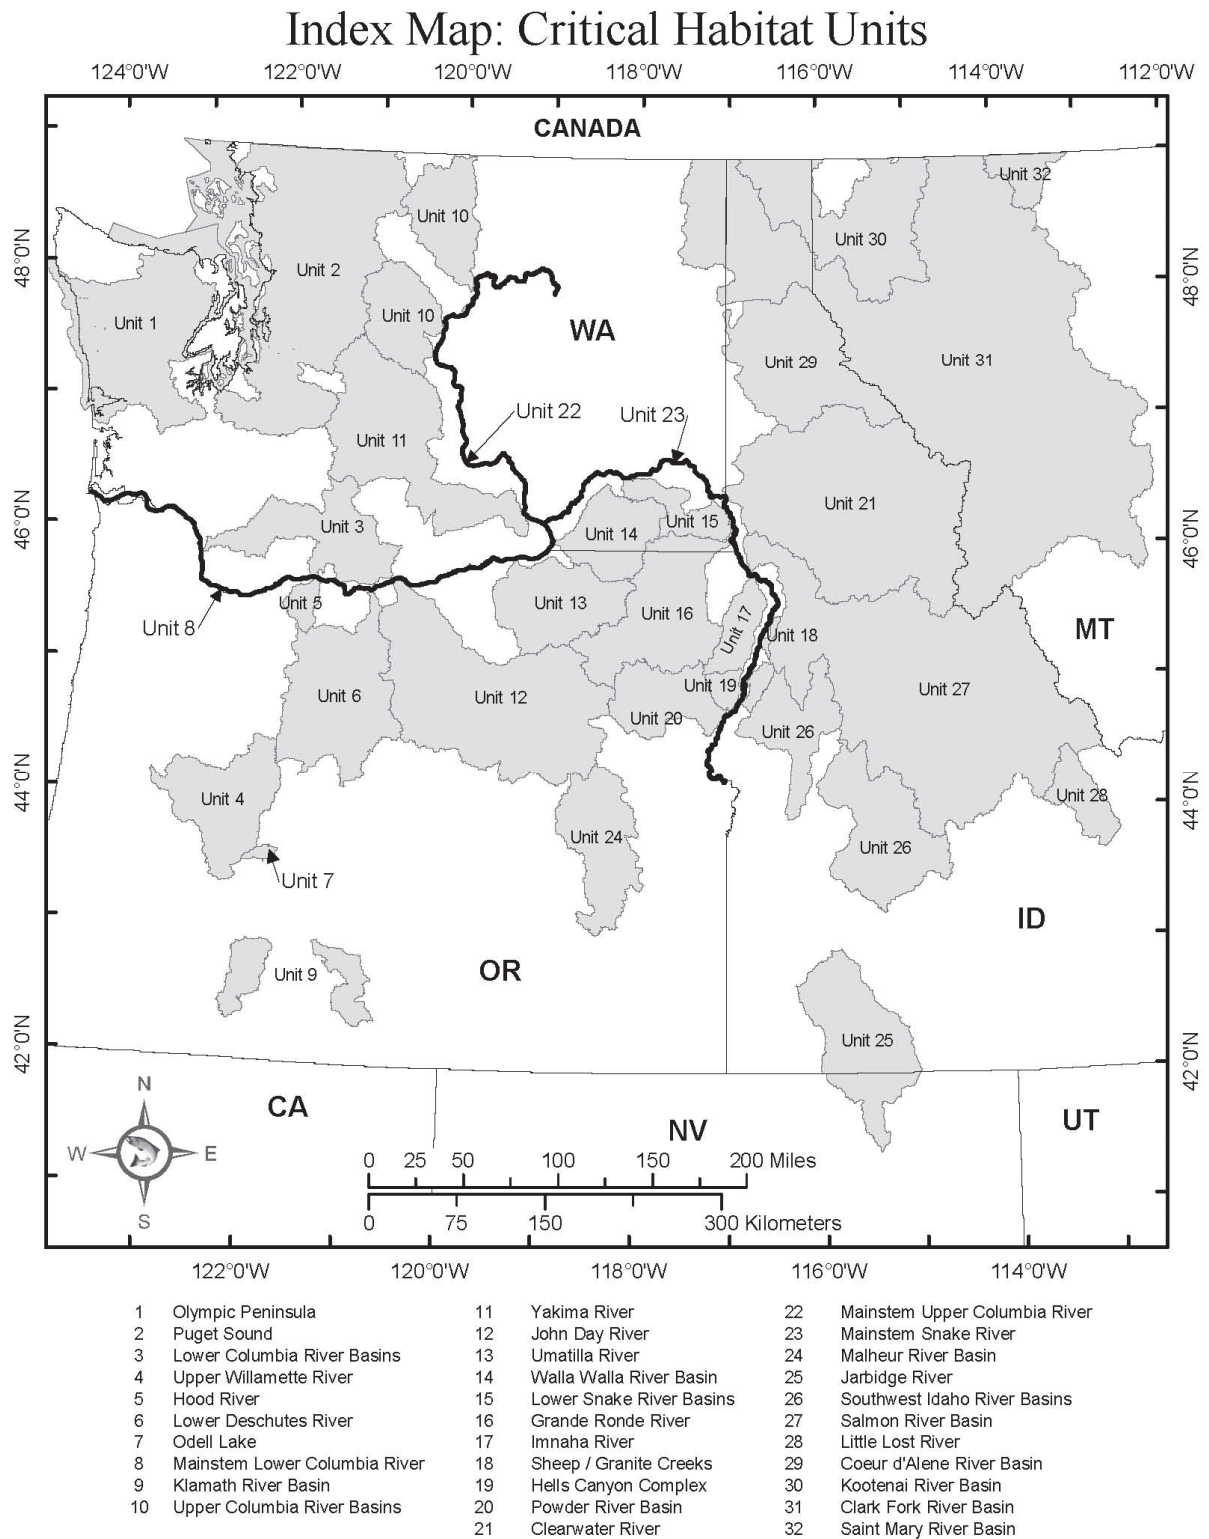 Index Map: Critical Habitat Units
124°0'W 122°0'W 120°0'W 118°0'W 116°0'W 114°0'W 112°0'W
CANADA
Unit 32
Unit 10
Unit 30
48°0'N
Unit 2
48°0'N
Unit 1
Unit 10
WA
Unit 29
Unit 31
Unit 22
Unit 23
Unit 11
Unit 21
46°0'N
Unit 3
Unit 14
Unit 15
46°0'N
Unit 5
Unit 13
Unit 16
Unit 17
Unit 8
Unit 18
MT
Unit 6
Unit 12
Unit 19
Unit 27
Unit 20
Unit 26
44°0'N
Unit 4
Unit 28
44°0'N
Unit 24
Unit 26
Unit 7
ID
OR
Unit 9
42°0'N
Unit 25
42°0'N
N
CA
NV
UT
W E
S
0 25 50 100 150 200 Miles
0 75 150 300 Kilometers
122°0'W 120°0'W 118°0'W 116°0'W 114°0'W
1 Olympic Peninsula
2 Puget Sound
3 Lower Columbia River Basins
4 Upper Willamette River
5 Hood River
6 Lower Deschutes River
7 Odell Lake
8 Mainstem Lower Columbia River
9 Klamath River Basin
10 Upper Columbia River Basins
11 Yakima River
12 John Day River
13 Umatilla River
14 Walla Walla River Basin
15 Lower Snake River Basins
16 Grande Ronde River
17 Imnaha River
18 Sheep / Granite Creeks
19 Hells Canyon Complex
20 Powder River Basin
21 Clearwater River
22 Mainstem Upper Columbia River
23 Mainstem Snake River
24 Malheur River Basin
25 Jarbidge River
26 Southwest Idaho River Basins
27 Salmon River Basin
28 Little Lost River
29 Coeur d'Alene River Basin
30 Kootenai River Basin
31 Clark Fork River Basin
32 Saint Mary River Basin